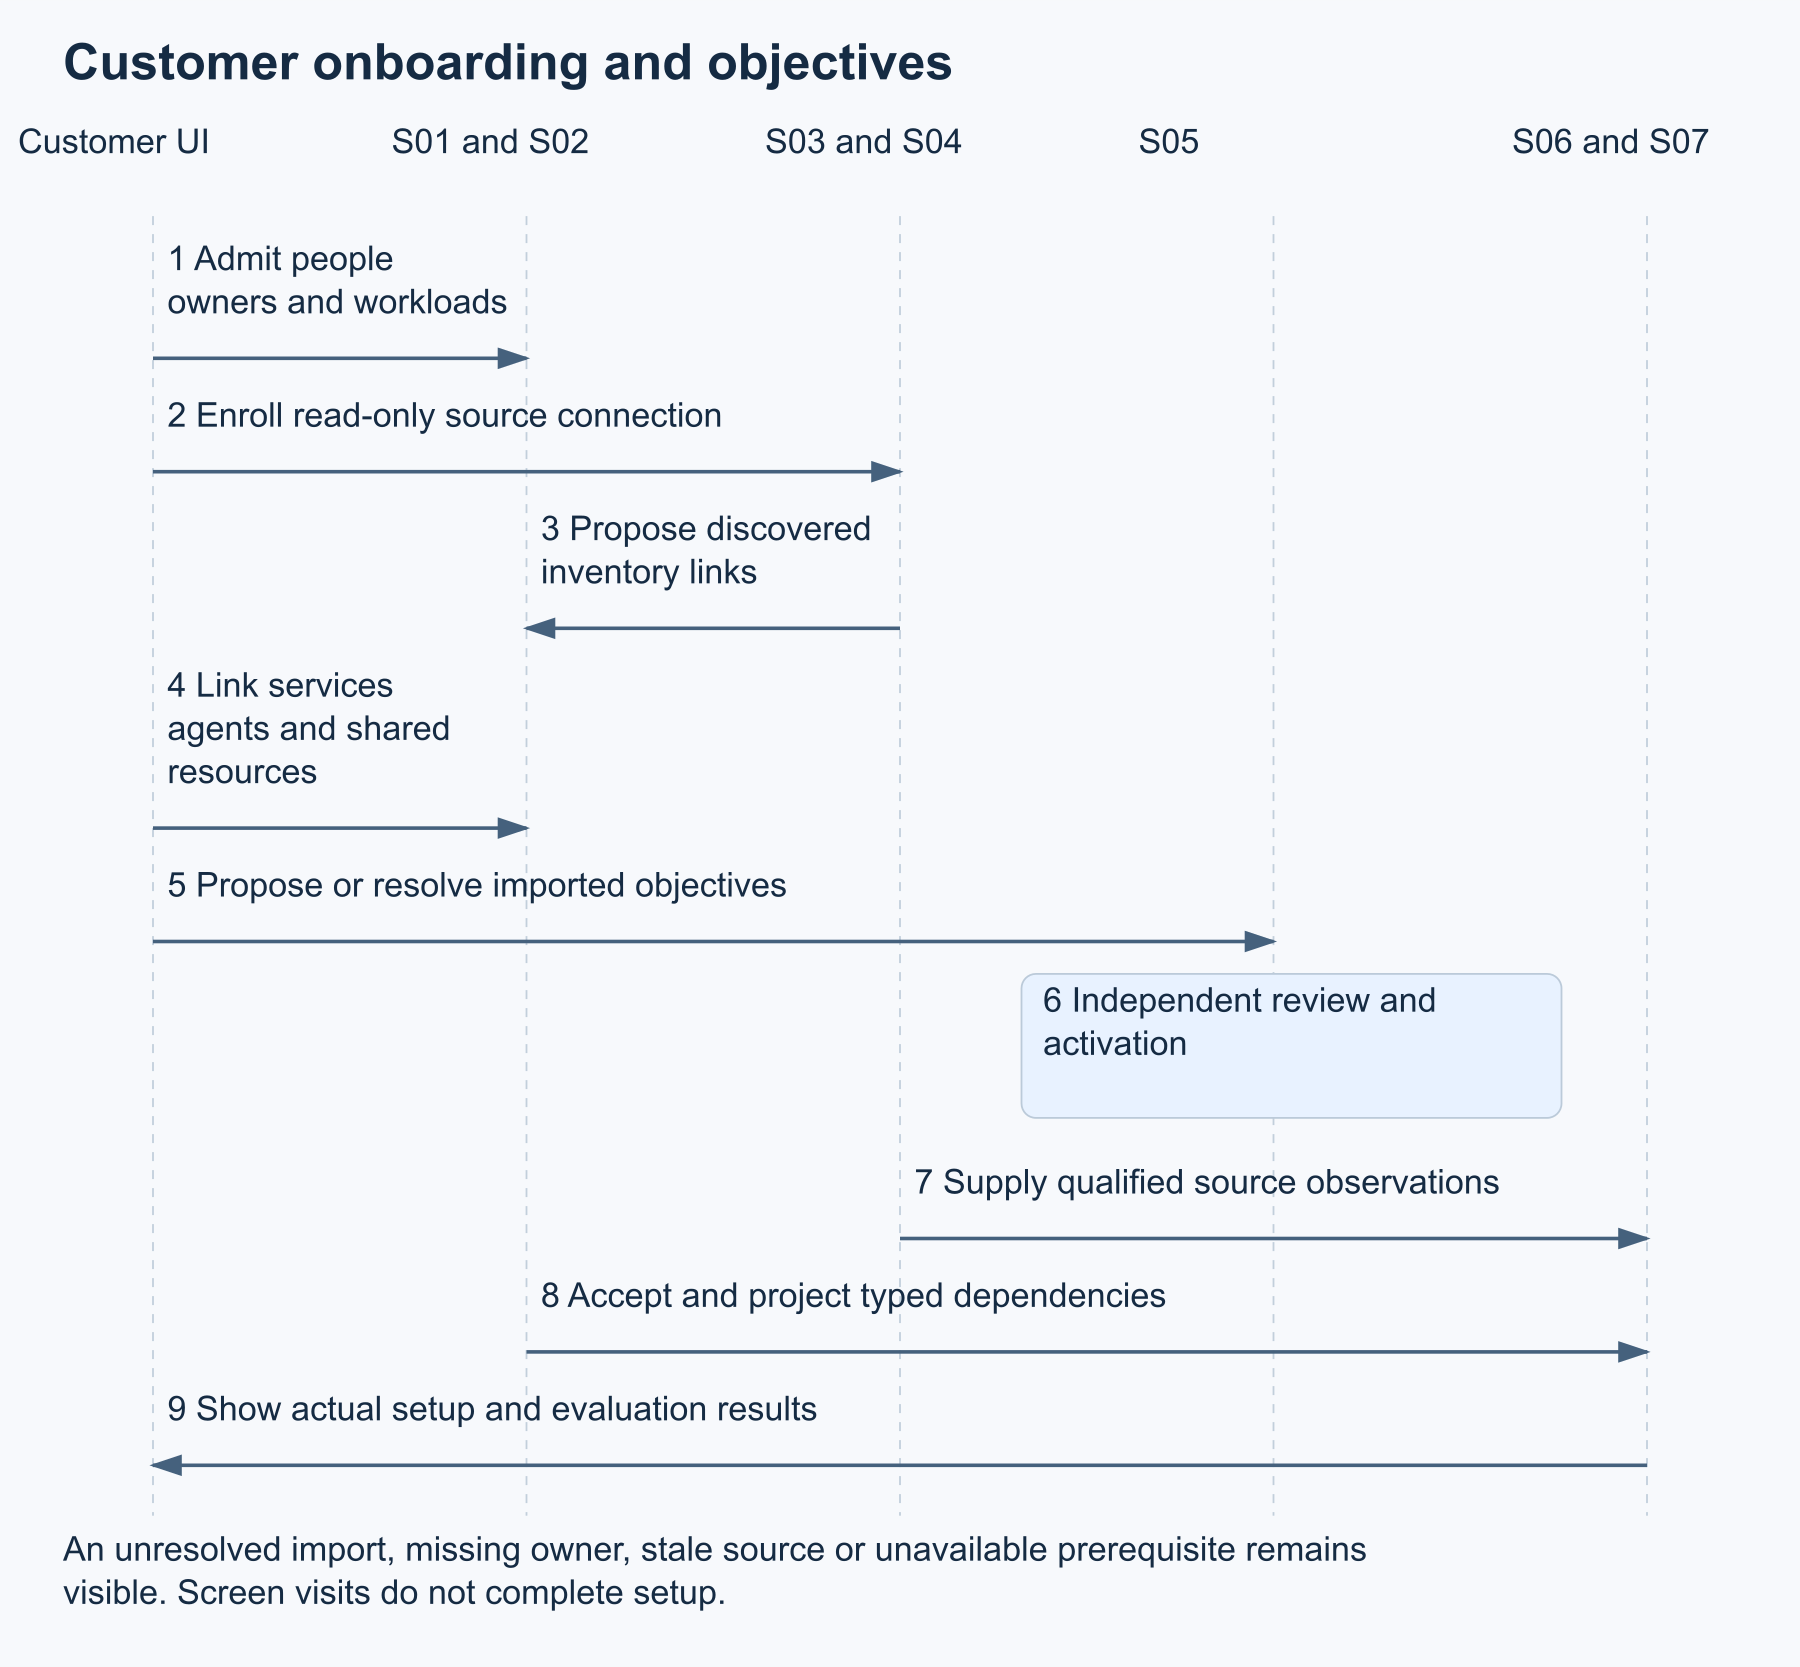 Customer onboarding and objectives
Customer UI
S01 and S02
S03 and S04
S05
S06 and S07
1 Admit people
owners and workloads
2 Enroll read-only source connection
3 Propose discovered
inventory links
4 Link services
agents and shared
resources
5 Propose or resolve imported objectives
6 Independent review and
activation
7 Supply qualified source observations
8 Accept and project typed dependencies
9 Show actual setup and evaluation results
An unresolved import, missing owner, stale source or unavailable prerequisite remains
visible. Screen visits do not complete setup.